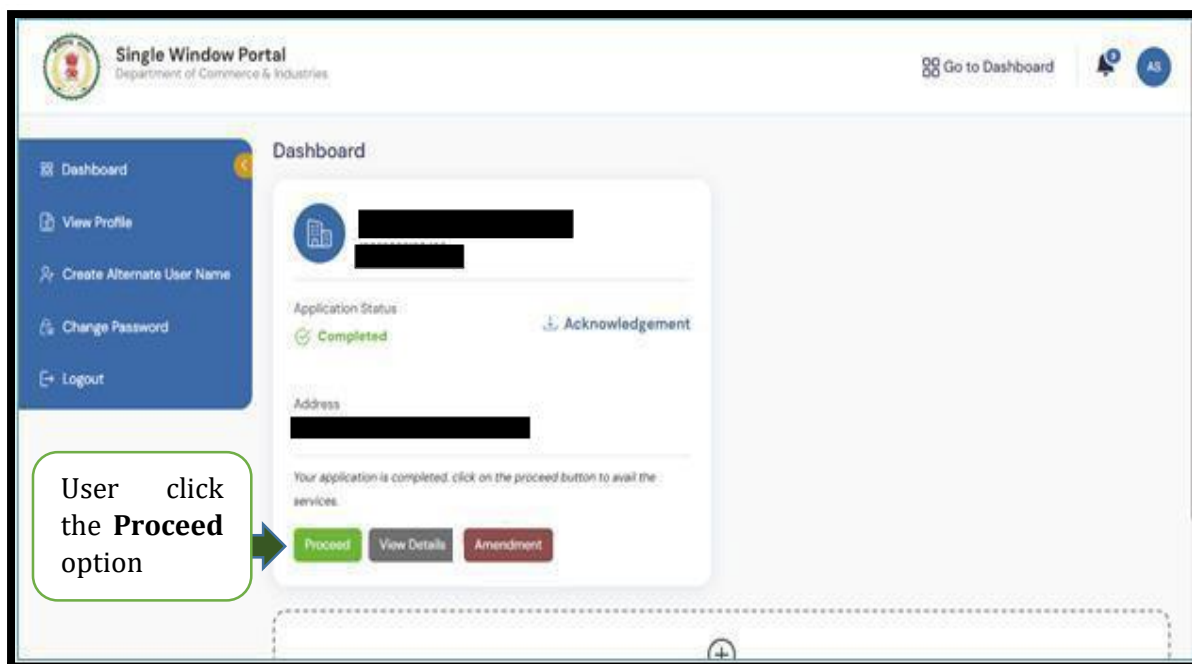 Single Window Portal
Department of Commerce & Industries
Go to Dashboard
AS
Dashboard
View Profile
Create Alternate User Name
Change Password
Logout
Dashboard
Application Status
Completed
Acknowledgement
Address
Your application is completed. click on the proceed button to avail the
services.
Proceed
View Details
Amendment
User click
the Proceed
option